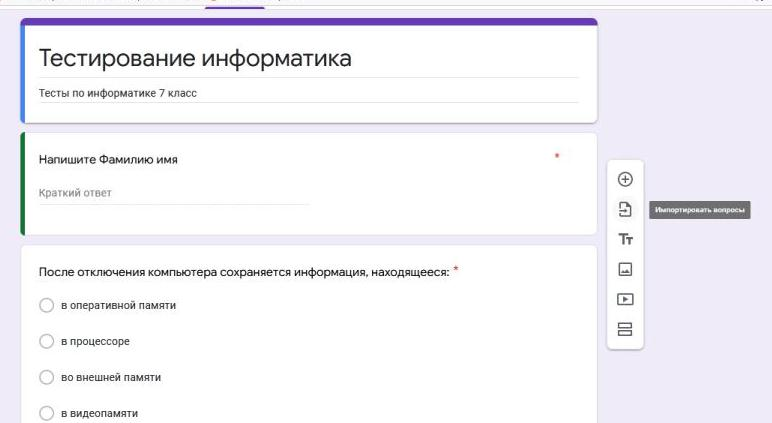 Тестирование информатика
Тесты по информатике 7 класс
Напишите Фамилию имя *
Краткий ответ
Импортировать вопросы
После отключения компьютера сохраняется информация, находящееся: *
в оперативной памяти
в процессоре
во внешней памяти
в видеопамяти